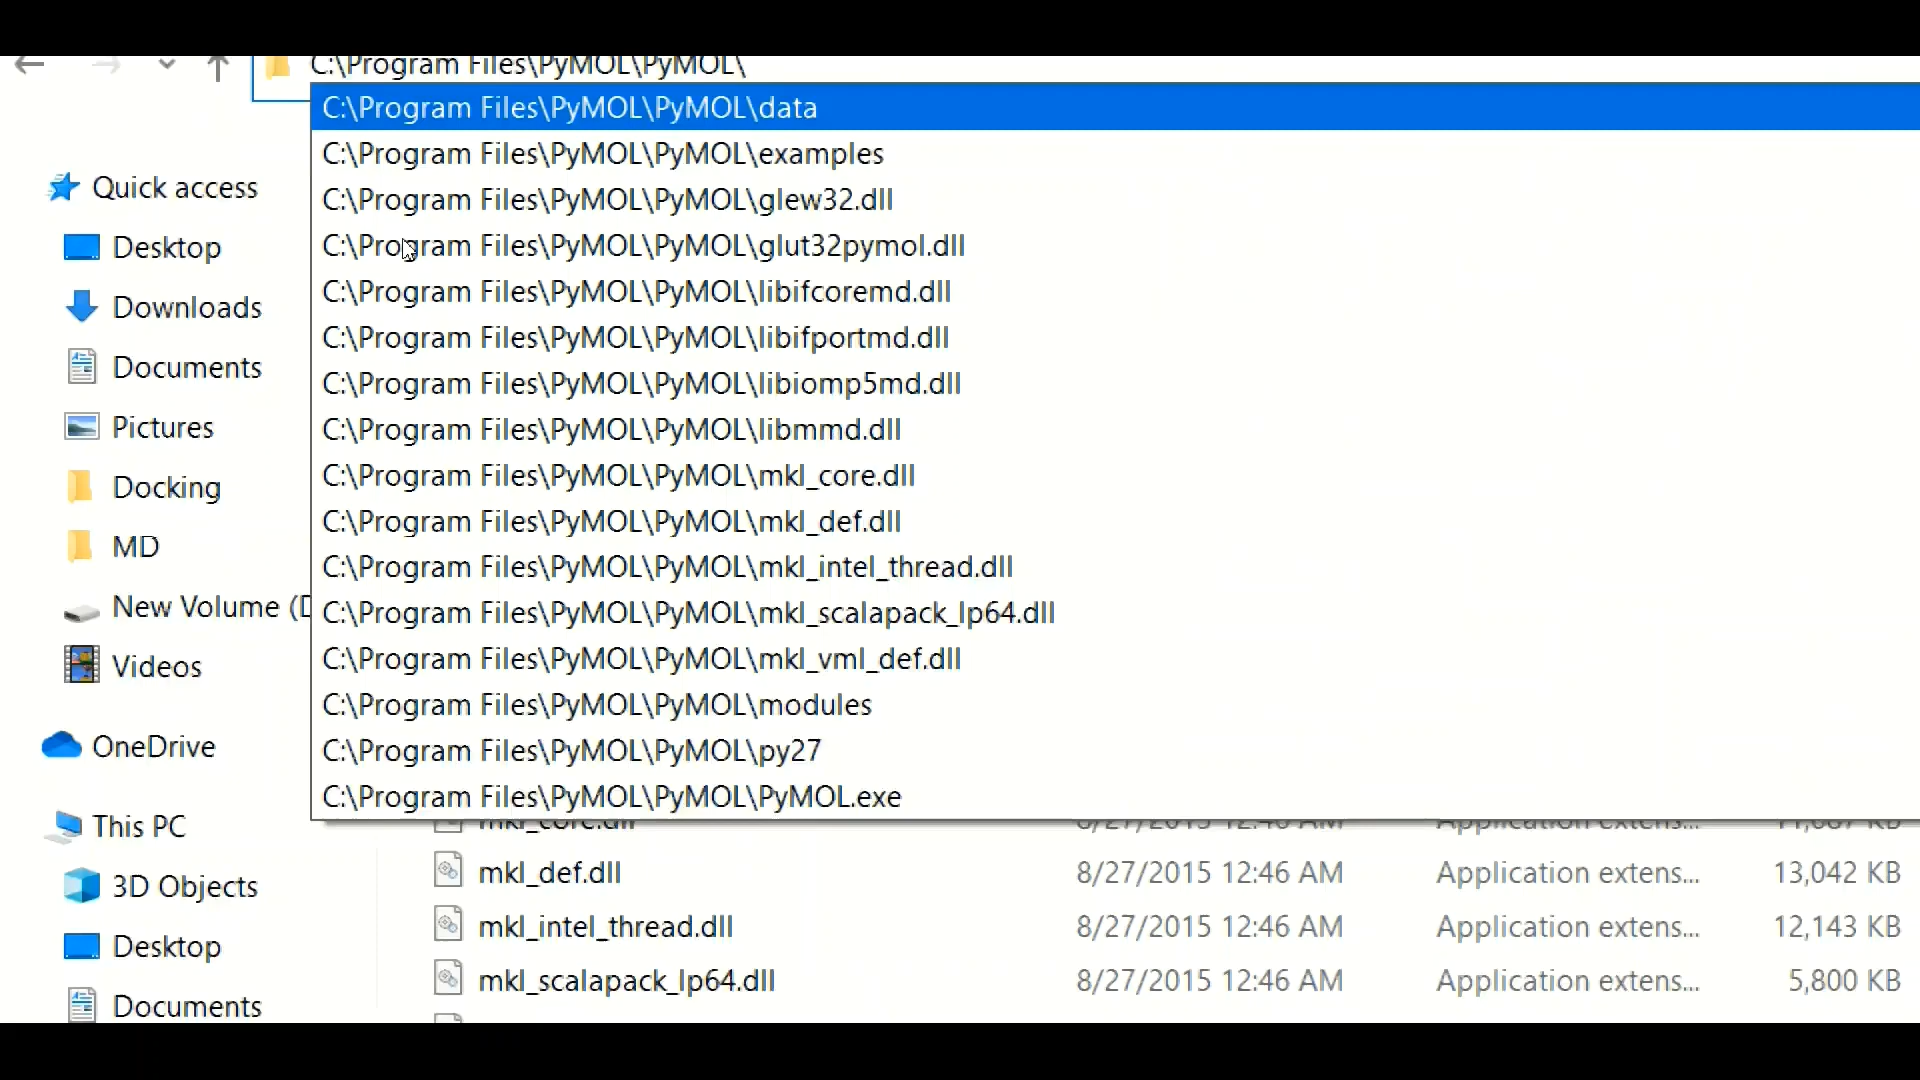 C:\Program Files\PyMOL\PyMOL\
C:\Program Files\PyMOL\PyMOL\data
C:\Program Files\PyMOL\PyMOL\examples
C:\Program Files\PyMOL\PyMOL\glew32.dll
C:\Program Files\PyMOL\PyMOL\glut32pymol.dll
C:\Program Files\PyMOL\PyMOL\libifcoremd.dll
C:\Program Files\PyMOL\PyMOL\libifportmd.dll
C:\Program Files\PyMOL\PyMOL\libiomp5md.dll
C:\Program Files\PyMOL\PyMOL\libmmd.dll
C:\Program Files\PyMOL\PyMOL\mkl_core.dll
C:\Program Files\PyMOL\PyMOL\mkl_def.dll
C:\Program Files\PyMOL\PyMOL\mkl_intel_thread.dll
C:\Program Files\PyMOL\PyMOL\mkl_scalapack_lp64.dll
C:\Program Files\PyMOL\PyMOL\mkl_vml_def.dll
C:\Program Files\PyMOL\PyMOL\modules
C:\Program Files\PyMOL\PyMOL\py27
C:\Program Files\PyMOL\PyMOL\PyMOL.exe
Quick access
Desktop
Downloads
Documents
Pictures
Docking
MD
New Volume (D
Videos
OneDrive
This PC
3D Objects
Desktop
Documents
mkl_core.dll 8/27/2015 12:46 AM Application extens...
mkl_def.dll 8/27/2015 12:46 AM Application extens... 13,042 KB
mkl_intel_thread.dll 8/27/2015 12:46 AM Application extens... 12,143 KB
mkl_scalapack_lp64.dll 8/27/2015 12:46 AM Application extens... 5,800 KB